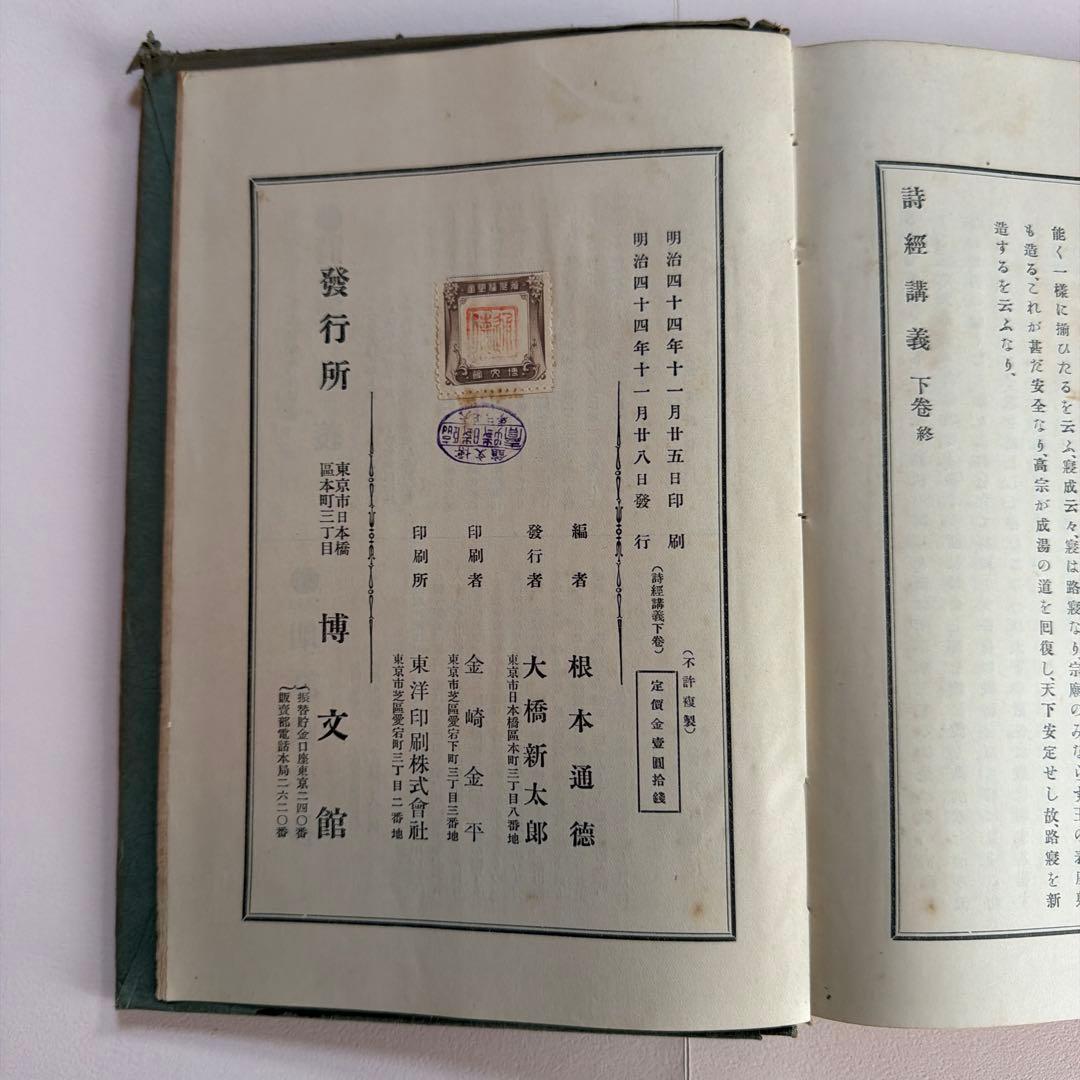 能く一樣に揃ひたるを云ふ、寢成云々、寢は路寢なり宗廟のみなら
も造る、これが甚だ安全なり、高宗が成湯の道を囘復し、天下安定せし故、路寢を新
造するを云ふなり、
詩經講義 下卷 終
明治四十四年十一月廿五日印刷
明治四十四年十一月廿八日發行
(不許複製)
(詩經講義下卷)
定價金壹圓拾錢
編者 根本通德
發行者 大橋新太郎
東京市日本橋區本町三丁目八番地
印刷者 金崎金平
東京市芝區愛宕下町三丁目三番地
印刷所 東洋印刷株式會社
東京市芝區愛宕町三丁目二番地
博文館
發行所
東京市日本橋
區本町三丁目
博文館
振替貯金口座東京二四〇番
販賣部電話本局二六二〇番